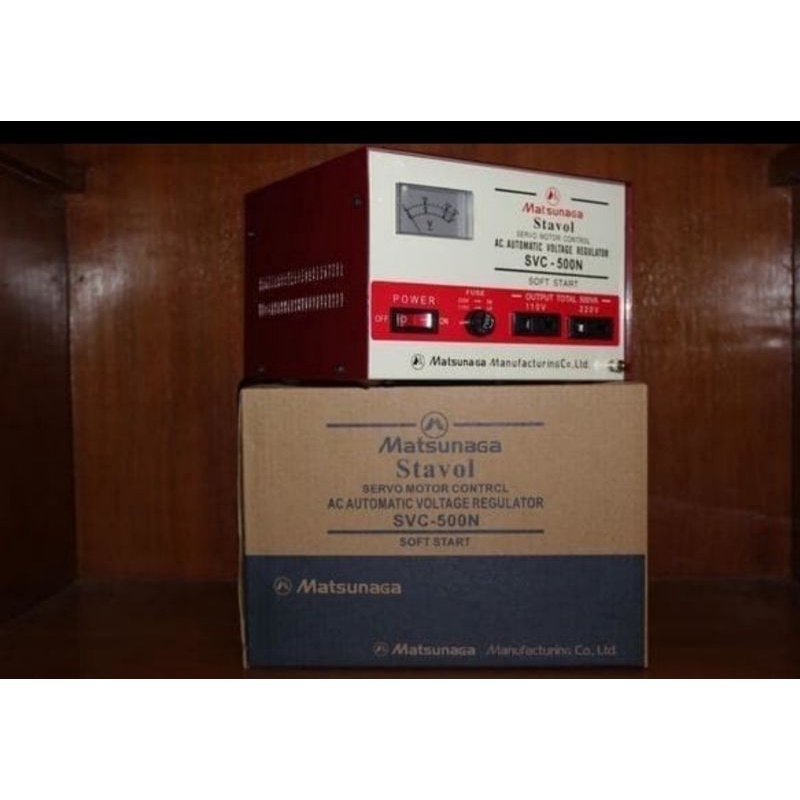 Matsunaga
Stavol
SERVO MOTOR CONTROL
AC AUTOMATIC VOLTAGE REGULATOR
SVC-500N
SOFT START
POWER
OFF
ON
FUSE
OUTPUT TOTAL 500VA
110V
220V
Matsunaga Manufacturing Co., Ltd.
Matsunaga
Stavol
SERVO MOTOR CONTRCL
AC AUTOMATIC VOLTAGE REGULATOR
SVC-500N
SOFT START
Matsunaga
Matsunaga Manufacturing Co., Ltd.